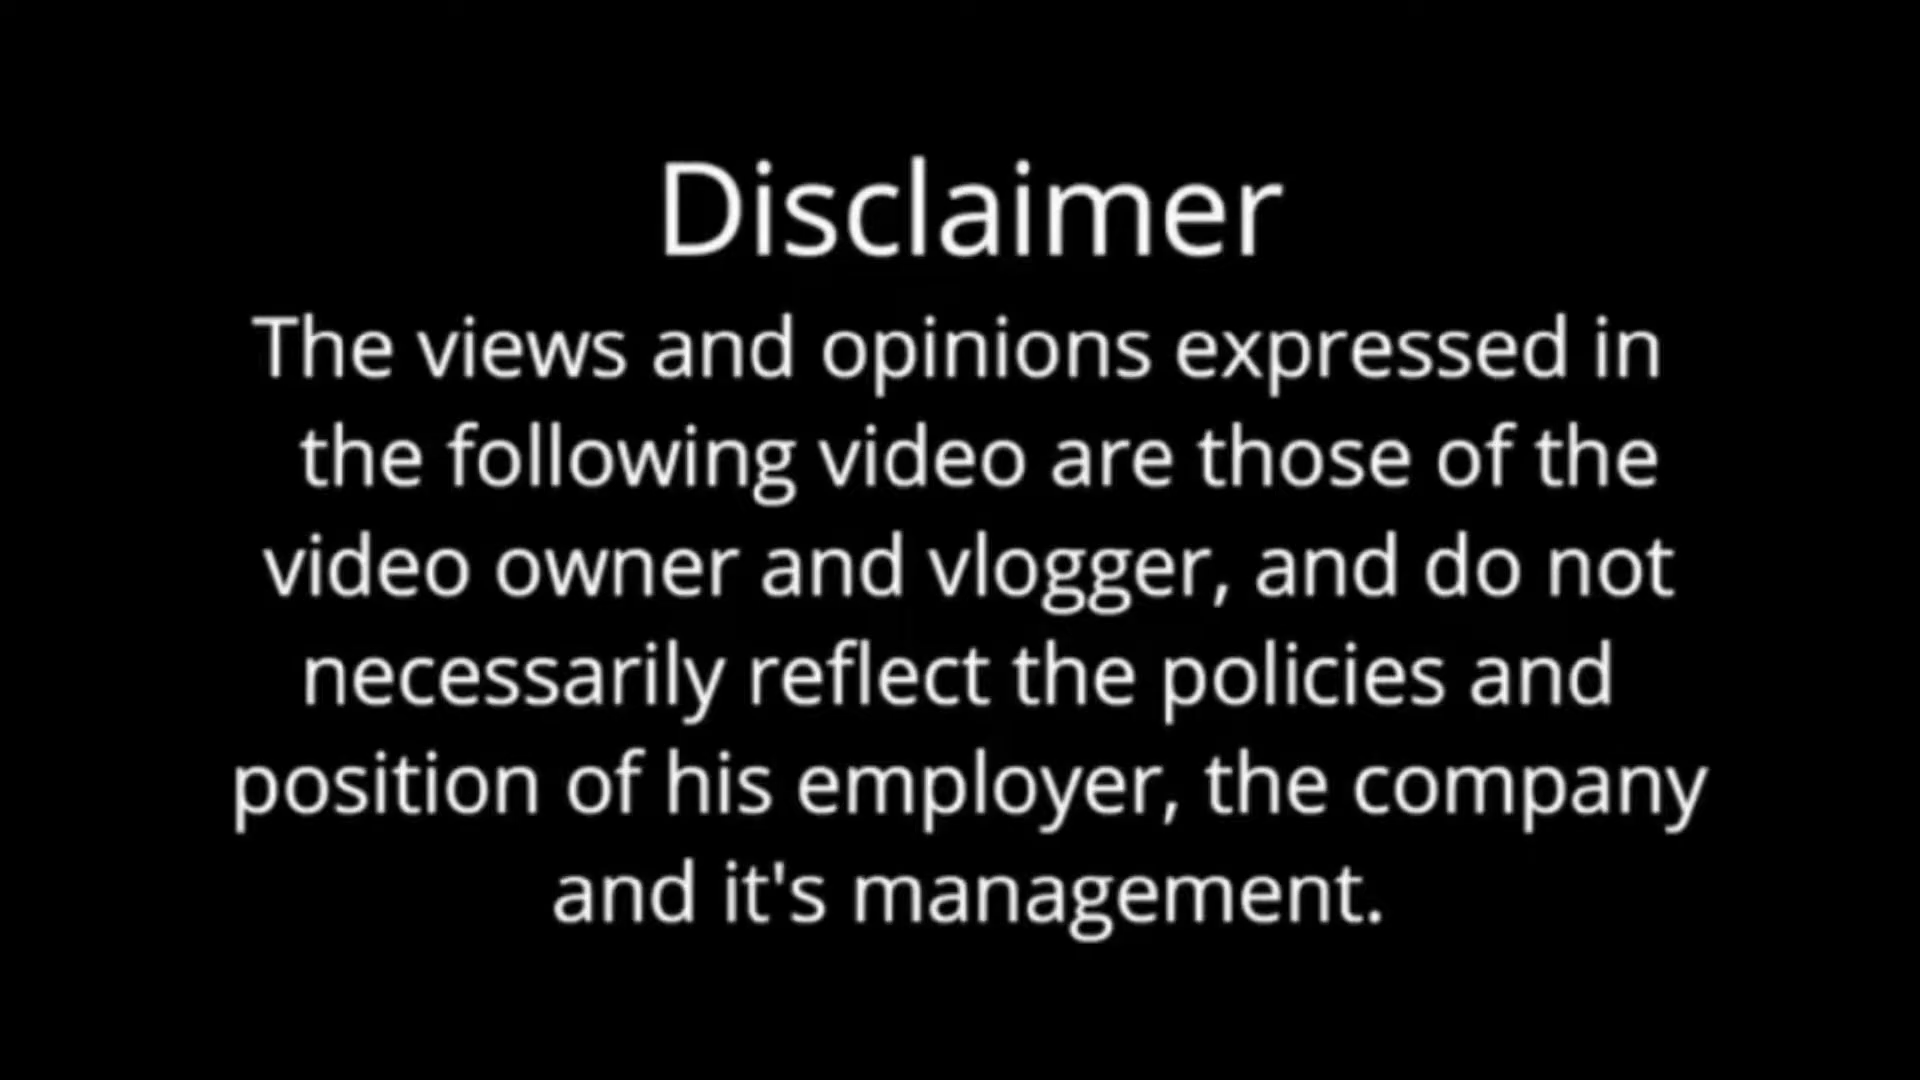 Disclaimer
The views and opinions expressed in
the following video are those of the
video owner and vlogger, and do not
necessarily reflect the policies and
position of his employer, the company
and it's management.